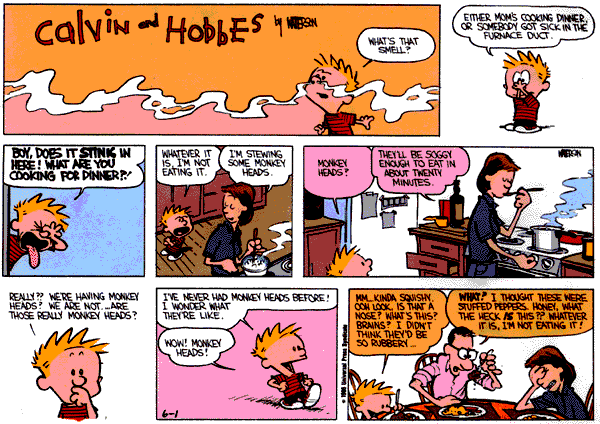 Calvin and Hobbes by WATTERSON
WHAT'S THAT
SMELL?
EITHER MOM'S COOKING DINNER,
OR SOMEBODY GOT SICK IN THE
FURNACE DUCT.
BOY, DOES IT STINK IN
HERE! WHAT ARE YOU
COOKING FOR DINNER?!
WHATEVER IT
IS, I'M NOT
EATING IT.
I'M STEWING
SOME MONKEY
HEADS.
MONKEY
HEADS?
THEY'LL BE SOGGY
ENOUGH TO EAT IN
ABOUT TWENTY
MINUTES.
WATTERSON
REALLY?? WE'RE HAVING MONKEY
HEADS? WE ARE NOT. ...ARE
THOSE REALLY MONKEY HEADS?
I'VE NEVER HAD MONKEY HEADS BEFORE!
I WONDER WHAT
THEY'RE LIKE.
WOW! MONKEY
HEADS!
6-1
MM...KINDA SQUISHY.
OOH LOOK, IS THAT A
NOSE? WHAT'S THIS?
BRAINS? I DIDN'T
THINK THEY'D BE
SO RUBBERY...
WHAT? I THOUGHT THESE WERE
STUFFED PEPPERS. HONEY, WHAT
THE HECK IS THIS?? WHATEVER
IT IS, I'M NOT EATING IT!
Universal Press Syndicate